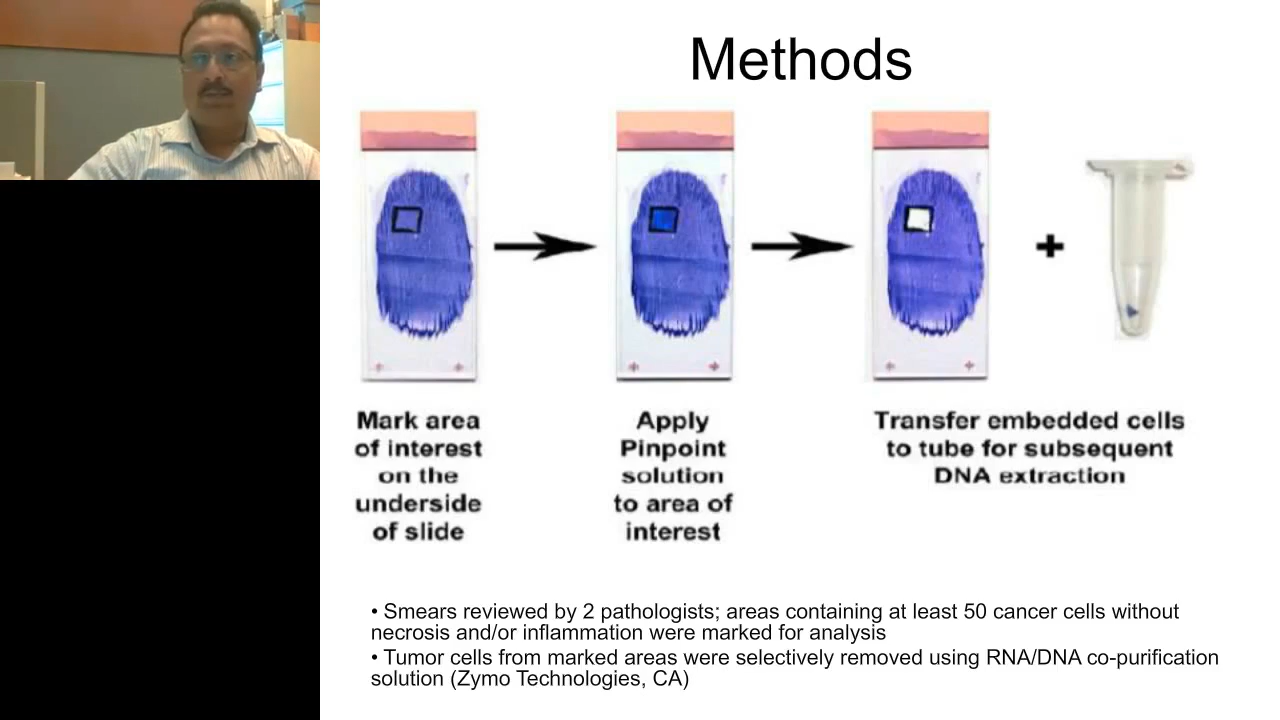 Methods
Mark area
of interest
on the
underside
of slide
Apply
Pinpoint
solution
to area of
interest
Transfer embedded cells
to tube for subsequent
DNA extraction
• Smears reviewed by 2 pathologists; areas containing at least 50 cancer cells without
necrosis and/or inflammation were marked for analysis
• Tumor cells from marked areas were selectively removed using RNA/DNA co-purification
solution (Zymo Technologies, CA)